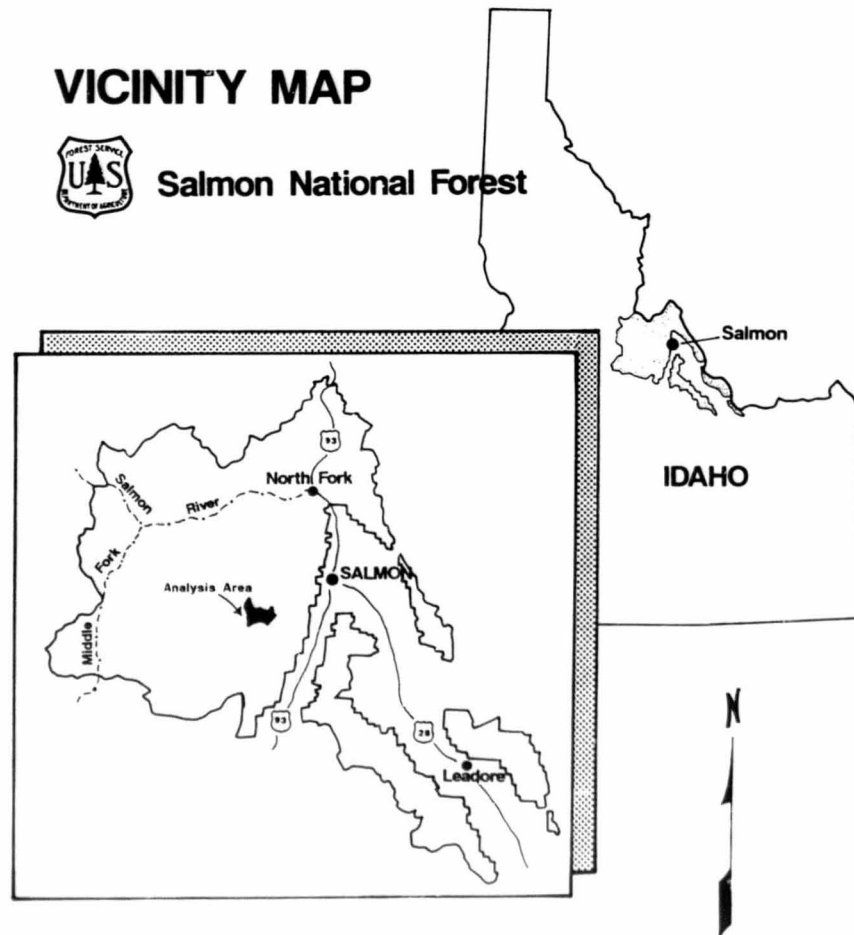 VICINITY MAP
FOREST SERVICE
US
DEPARTMENT OF AGRICULTURE
Salmon National Forest
Salmon
IDAHO
93
North Fork
Salmon River
Middle Fork
SALMON
Analysis Area
93
28
Leadore
N